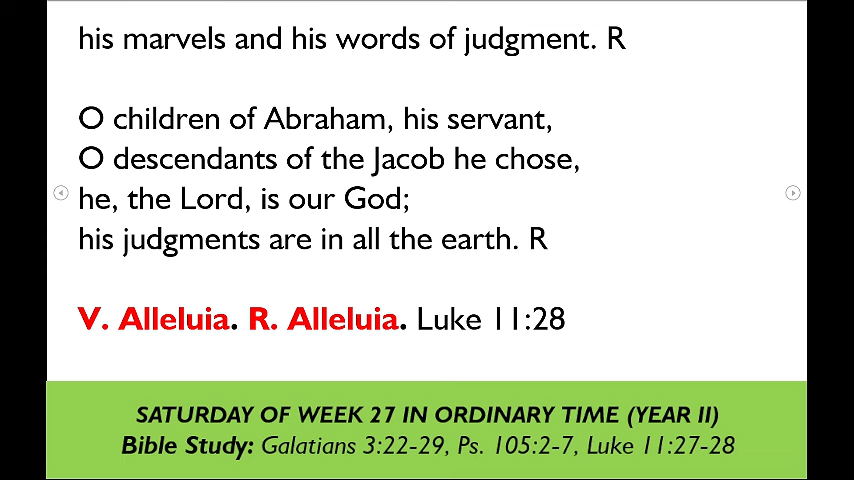 his marvels and his words of judgment. R
O children of Abraham, his servant,
O descendants of the Jacob he chose,
he, the Lord, is our God;
his judgments are in all the earth. R
V. Alleluia. R. Alleluia. Luke 11:28
SATURDAY OF WEEK 27 IN ORDINARY TIME (YEAR II)
Bible Study: Galatians 3:22-29, Ps. 105:2-7, Luke 11:27-28